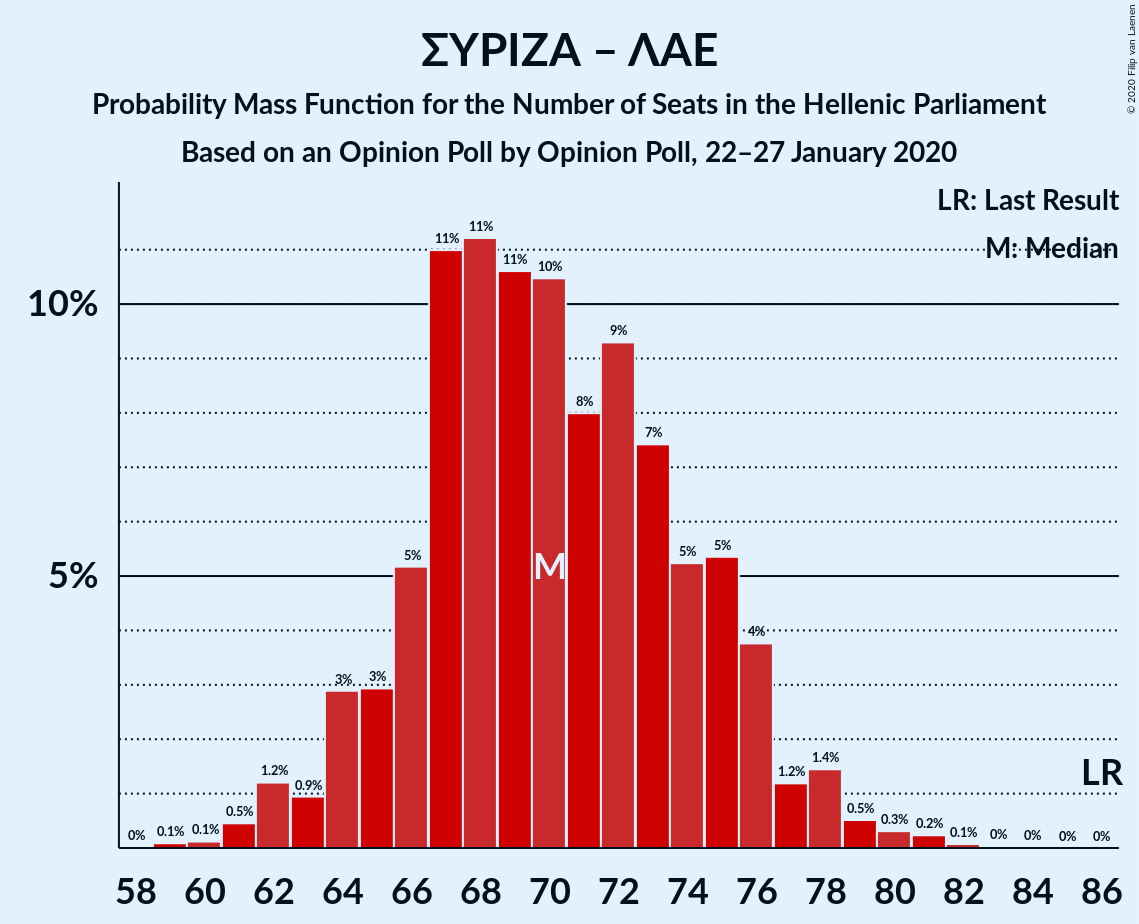 ΣΥΡΙΖΑ – ΛΑΕ
Probability Mass Function for the Number of Seats in the Hellenic Parliament
Based on an Opinion Poll by Opinion Poll, 22–27 January 2020
© 2020 Filip van Laenen
LR: Last Result
M: Median
10%
5%
0% 0.1% 0.1% 0.5% 1.2% 0.9% 3% 3% 5% 11% 11% 11% 10% 8% 9% 7% 5% 5% 4% 1.2% 1.4% 0.5% 0.3% 0.2% 0.1% 0% 0% 0% 0%
M
LR
58 60 62 64 66 68 70 72 74 76 78 80 82 84 86